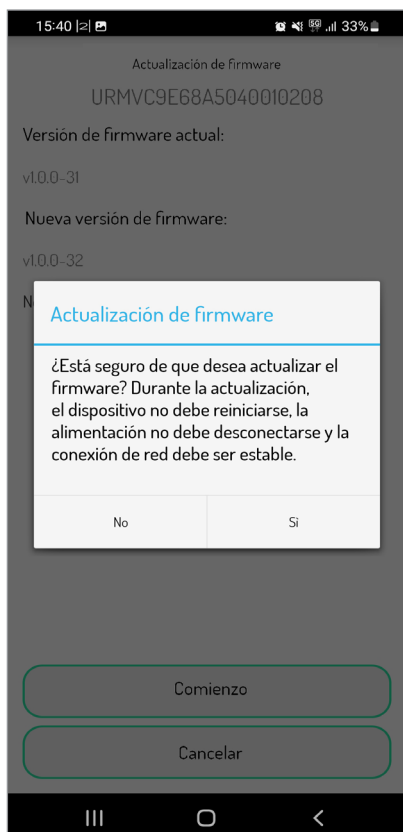 15:40 33%
Actualización de firmware
URMVC9E68A5040010208
Versión de firmware actual:
v1.0.0-31
Nueva versión de firmware:
v1.0.0-32
Actualización de firmware
¿Está seguro de que desea actualizar el
firmware? Durante la actualización,
el dispositivo no debe reiniciarse, la
alimentación no debe desconectarse y la
conexión de red debe ser estable.
No Si
Comienzo
Cancelar